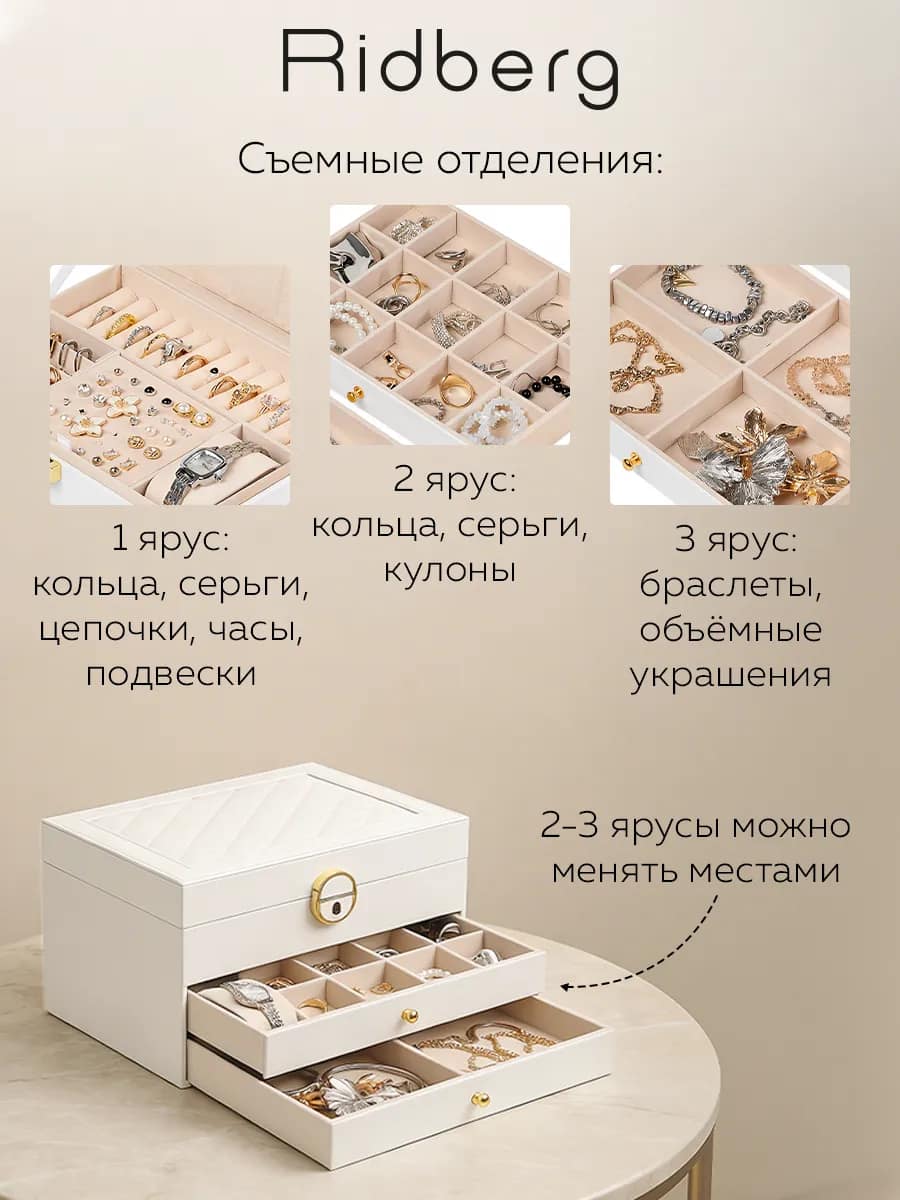 Ridberg
Съемные отделения:
1 ярус:
кольца, серьги,
цепочки, часы,
подвески
2 ярус:
кольца, серьги,
кулоны
3 ярус:
браслеты,
объёмные
украшения
2-3 ярусы можно
менять местами